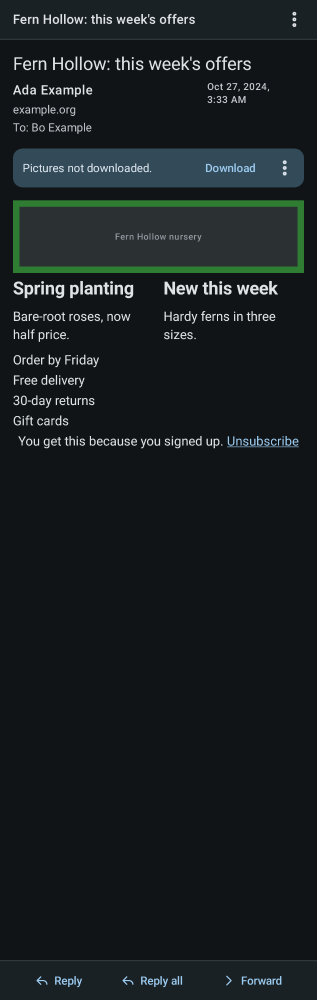 Fern Hollow: this week's offers
Fern Hollow: this week's offers
Ada Example
Oct 27, 2024,
3:33 AM
example.org
To: Bo Example
Pictures not downloaded.
Download
Fern Hollow nursery
Spring planting
Bare-root roses, now
half price.
New this week
Hardy ferns in three
sizes.
Order by Friday
Free delivery
30-day returns
Gift cards
You get this because you signed up. Unsubscribe
Reply
Reply all
Forward